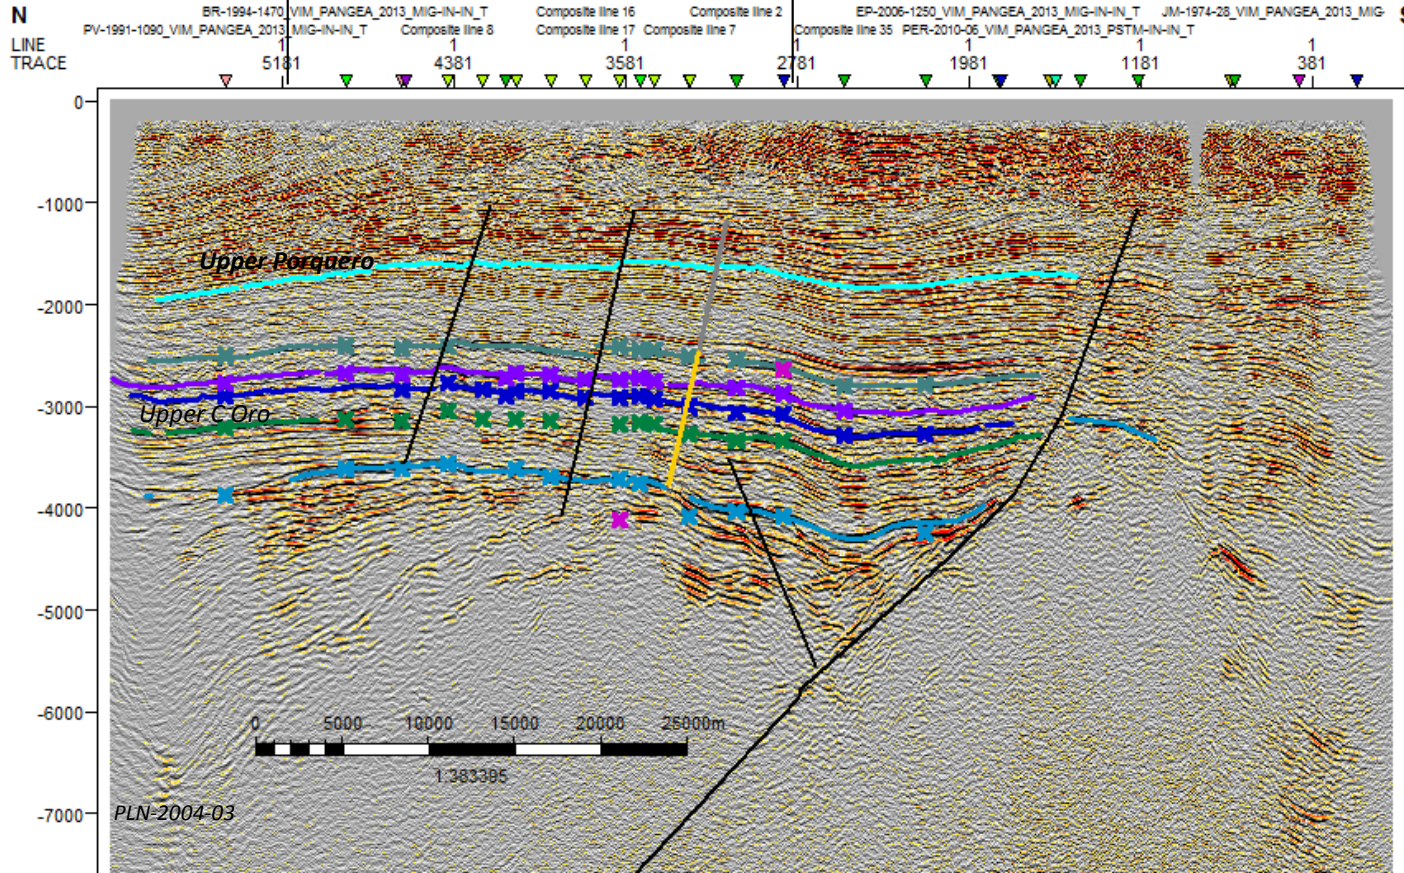 N BR-1994-1470_VIM_PANGEA_2013_MIG-IN-IN_T Composite line 16 Composite line 2 EP-2006-1250_VIM_PANGEA_2013_MIG-IN-IN_T JM-1974-28_VIM_PANGEA_2013_MIG-
PV-1991-1090_VIM_PANGEA_2013_MIG-IN-IN_T Composite line 8 Composite line 17 Composite line 7 Composite line 35 PER-2010-06_VIM_PANGEA_2013_PSTM-IN-IN_T
LINE 1 1 1 1 1 1 1
TRACE 5181 4381 3581 2781 1981 1181 381
0
-1000
Upper Porquero
-2000
-3000
Upper C Oro
-4000
-5000
-6000
0 5000 10000 15000 20000 25000m
1:383395
-7000
PLN-2004-03